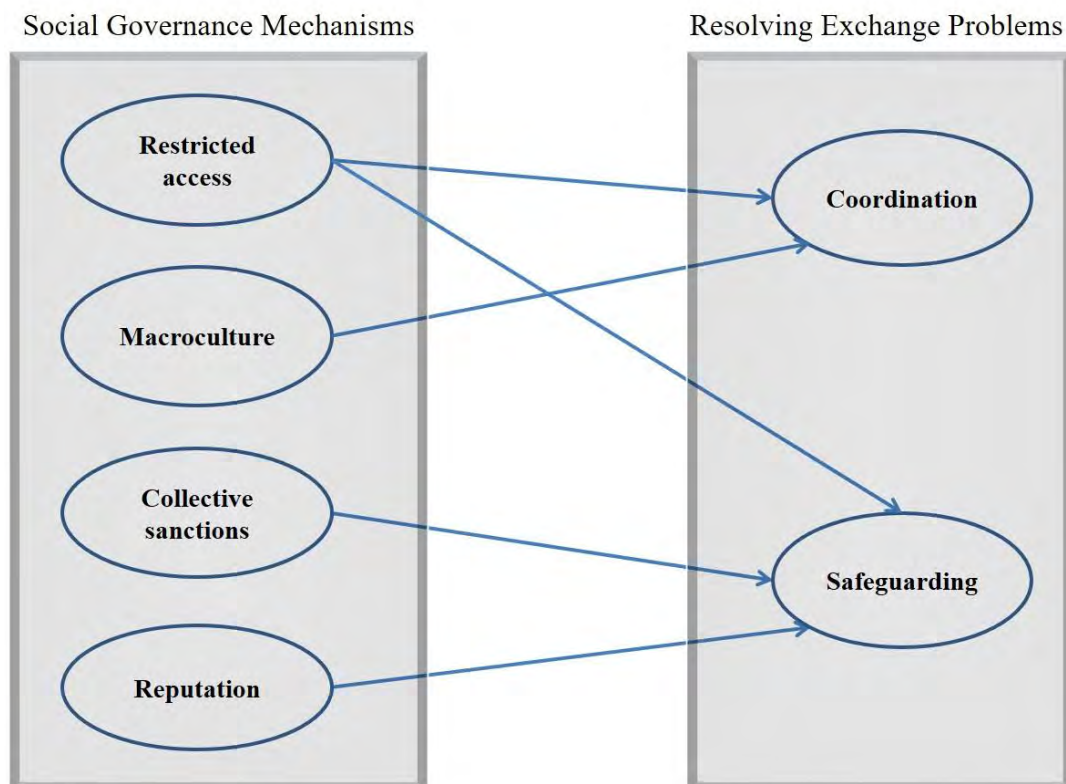 Social Governance Mechanisms
Resolving Exchange Problems
Restricted
access
Macroculture
Collective
sanctions
Reputation
Coordination
Safeguarding